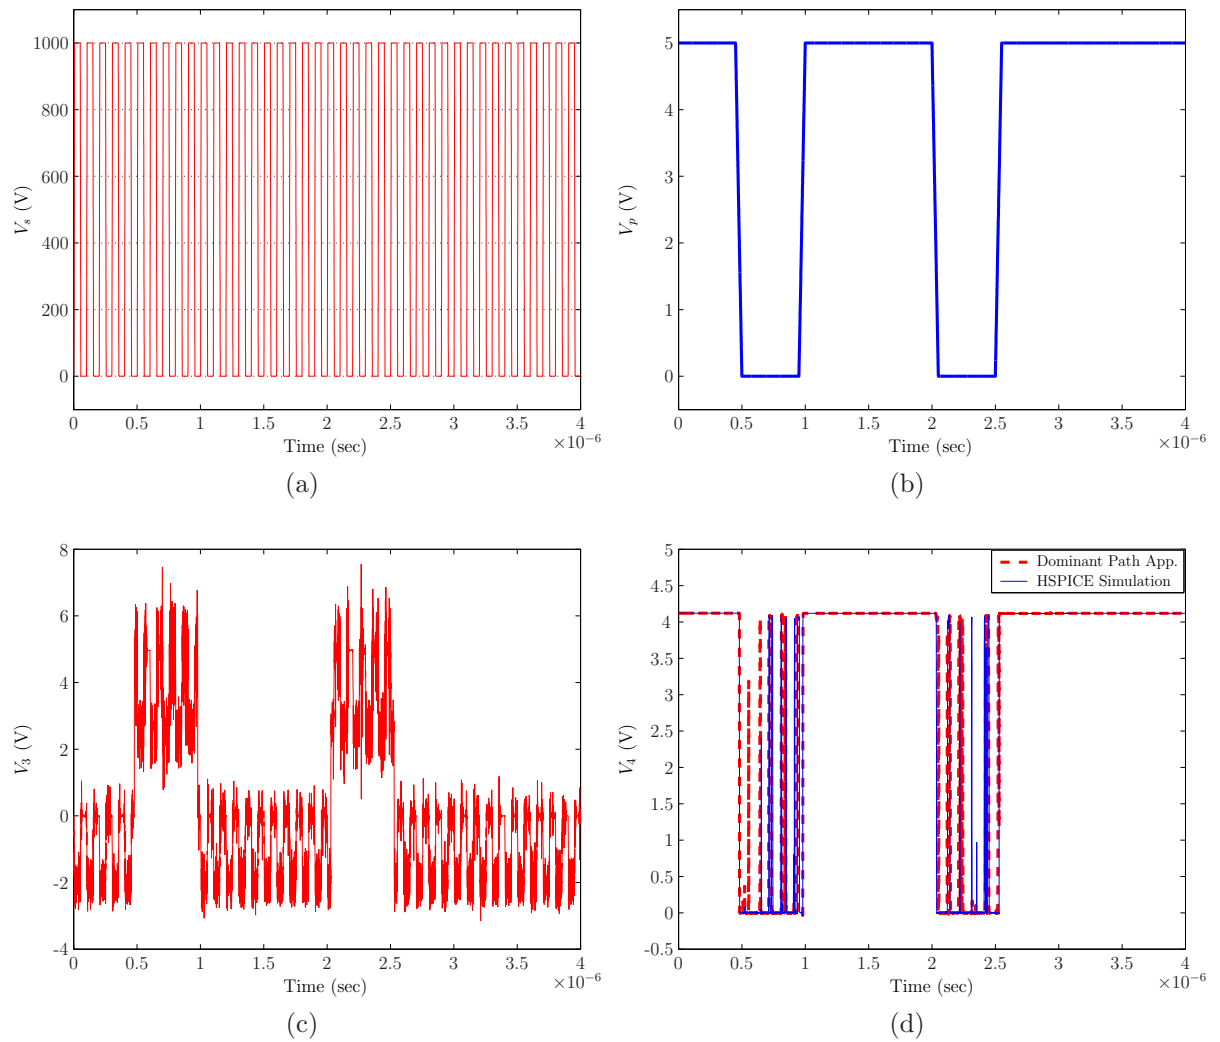 1000
800
600
400
200
0
V_s (V)
0 0.5 1 1.5 2 2.5 3 3.5 4
Time (sec)
×10^-6
(a)
5
4
3
2
1
0
V_p (V)
0 0.5 1 1.5 2 2.5 3 3.5 4
Time (sec)
×10^-6
(b)
8
6
4
2
0
-2
-4
V_3 (V)
0 0.5 1 1.5 2 2.5 3 3.5 4
Time (sec)
×10^-6
(c)
5
4.5
4
3.5
3
2.5
2
1.5
1
0.5
0
-0.5
V_4 (V)
Dominant Path App.
HSPICE Simulation
0 0.5 1 1.5 2 2.5 3 3.5 4
Time (sec)
×10^-6
(d)